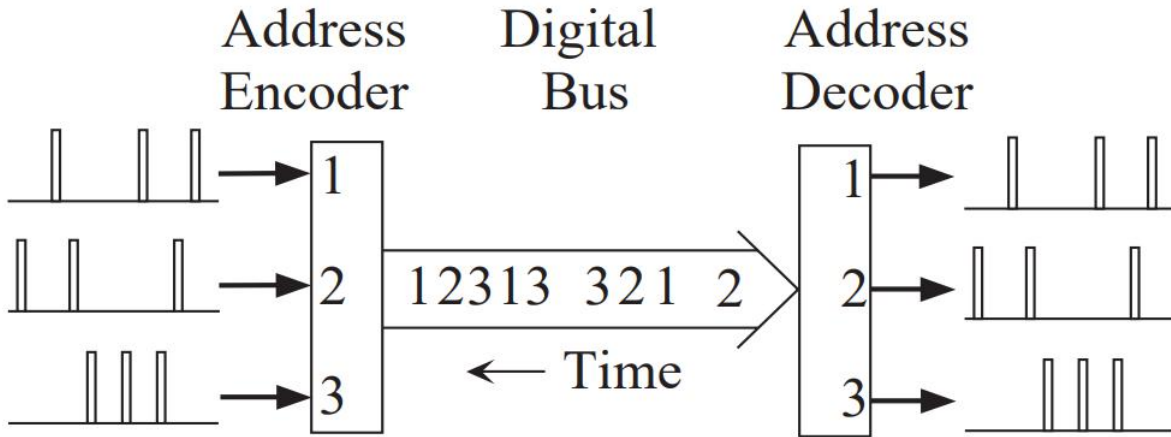 Address Encoder
Digital Bus
Address Decoder
1
2
3
12313 321 2
Time
1
2
3